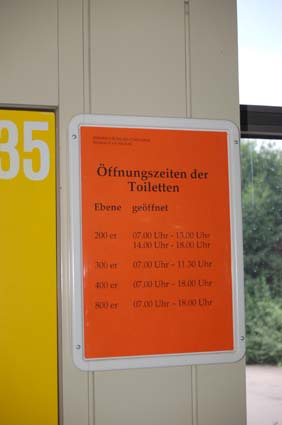 35
Öffnungszeiten der
Toiletten
Ebene geöffnet
200 er 07.00 Uhr - 13.00 Uhr
14.00 Uhr - 18.00 Uhr
300 er 07.00 Uhr - 11.30 Uhr
400 er 07.00 Uhr - 18.00 Uhr
800 er 07.00 Uhr - 18.00 Uhr